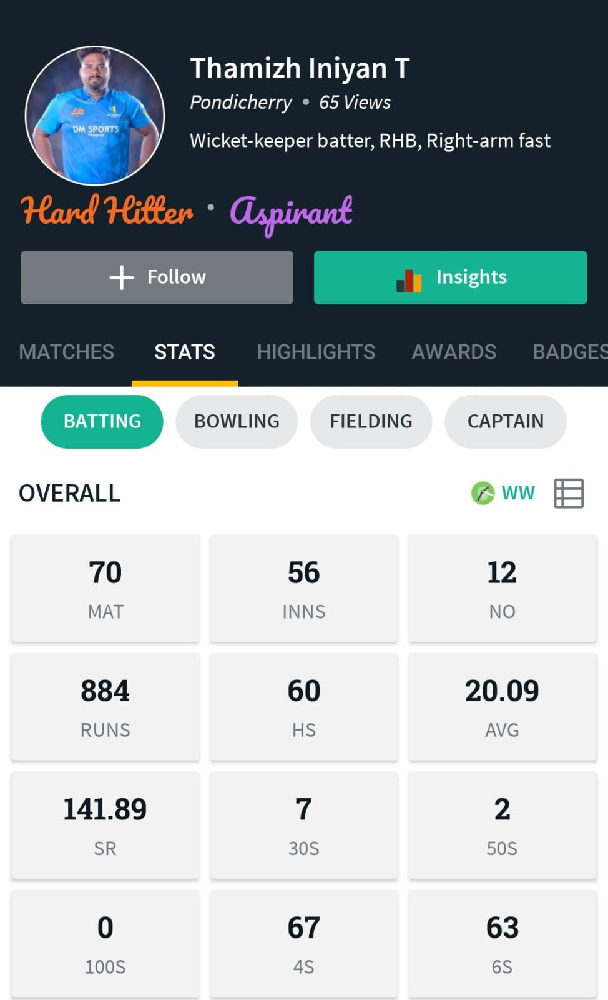 DM SPORTS
Phoenix
Thamizh Iniyan T
Pondicherry • 65 Views
Wicket-keeper batter, RHB, Right-arm fast
Hard Hitter • Aspirant
+ Follow
Insights
MATCHES STATS HIGHLIGHTS AWARDS BADGES
BATTING BOWLING FIELDING CAPTAIN
OVERALL WW
70 56 12
MAT INNS NO
884 60 20.09
RUNS HS AVG
141.89 7 2
SR 30S 50S
0 67 63
100S 4S 6S